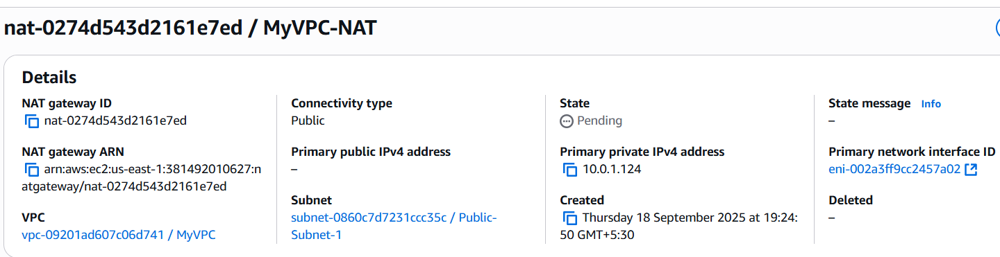 nat-0274d543d2161e7ed / MyVPC-NAT
Details
NAT gateway ID
nat-0274d543d2161e7ed
NAT gateway ARN
arn:aws:ec2:us-east-1:381492010627:n
atgateway/nat-0274d543d2161e7ed
VPC
vpc-09201ad607c06d741 / MyVPC
Connectivity type
Public
Primary public IPv4 address
–
Subnet
subnet-0860c7d7231ccc35c / Public-
Subnet-1
State
Pending
Primary private IPv4 address
10.0.1.124
Created
Thursday 18 September 2025 at 19:24:
50 GMT+5:30
State message Info
–
Primary network interface ID
eni-002a3ff9cc2457a02
Deleted
–